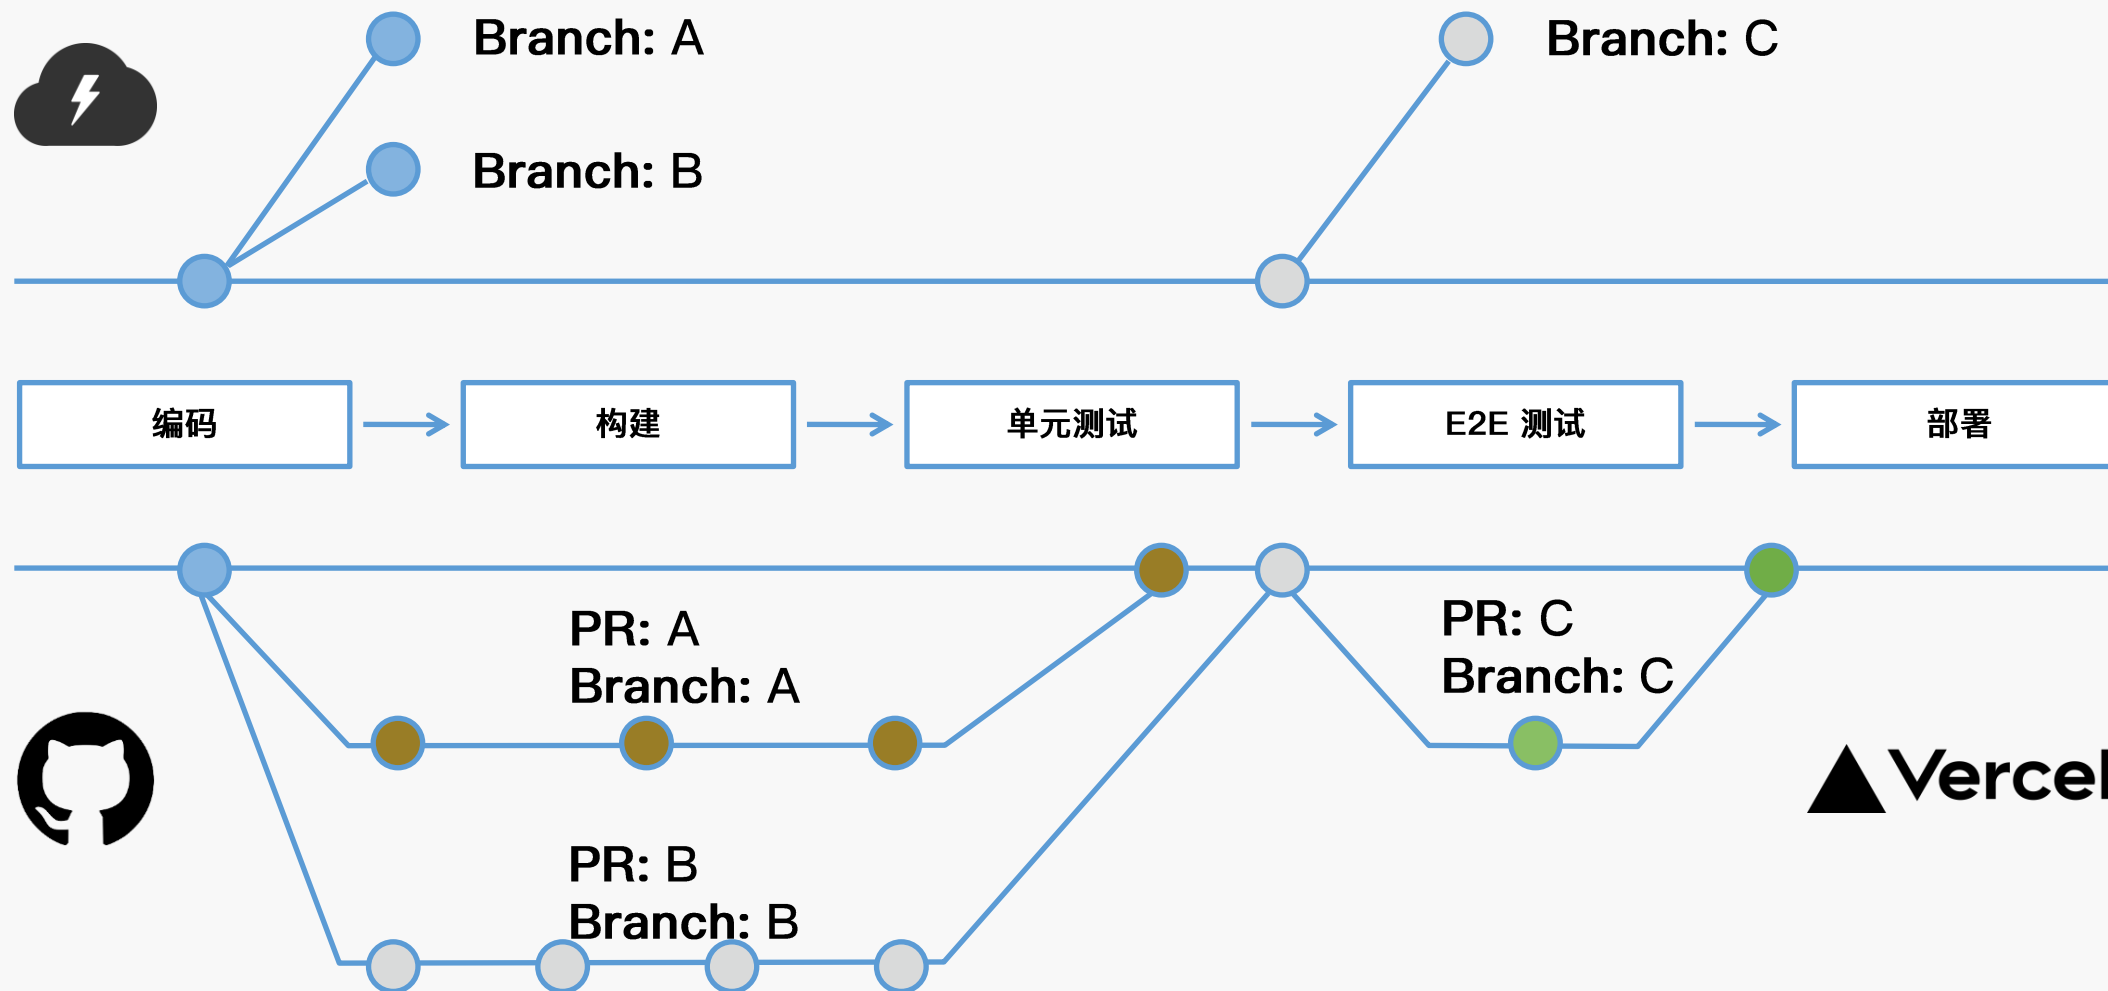 Branch: A
Branch: C
Branch: B
编码
构建
单元测试
E2E 测试
部署
PR: A
Branch: A
PR: C
Branch: C
Vercel
PR: B
Branch: B